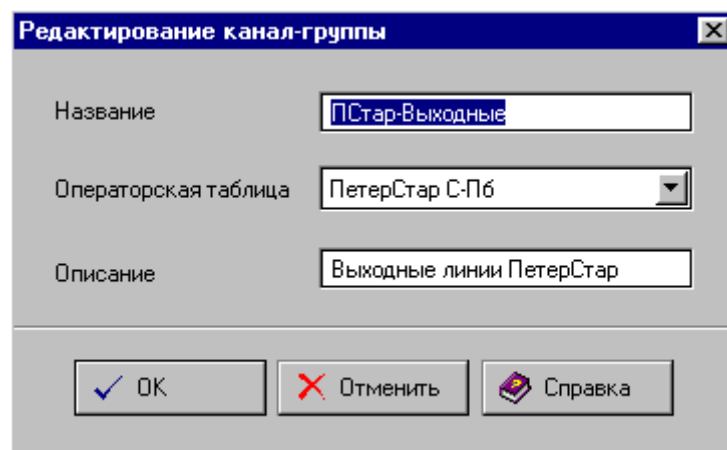 Редактирование канал-группы
Название
ПСтар-Выходные
Операторская таблица
ПетерСтар С-Пб
Описание
Выходные линии ПетерСтар
OK
Отменить
Справка